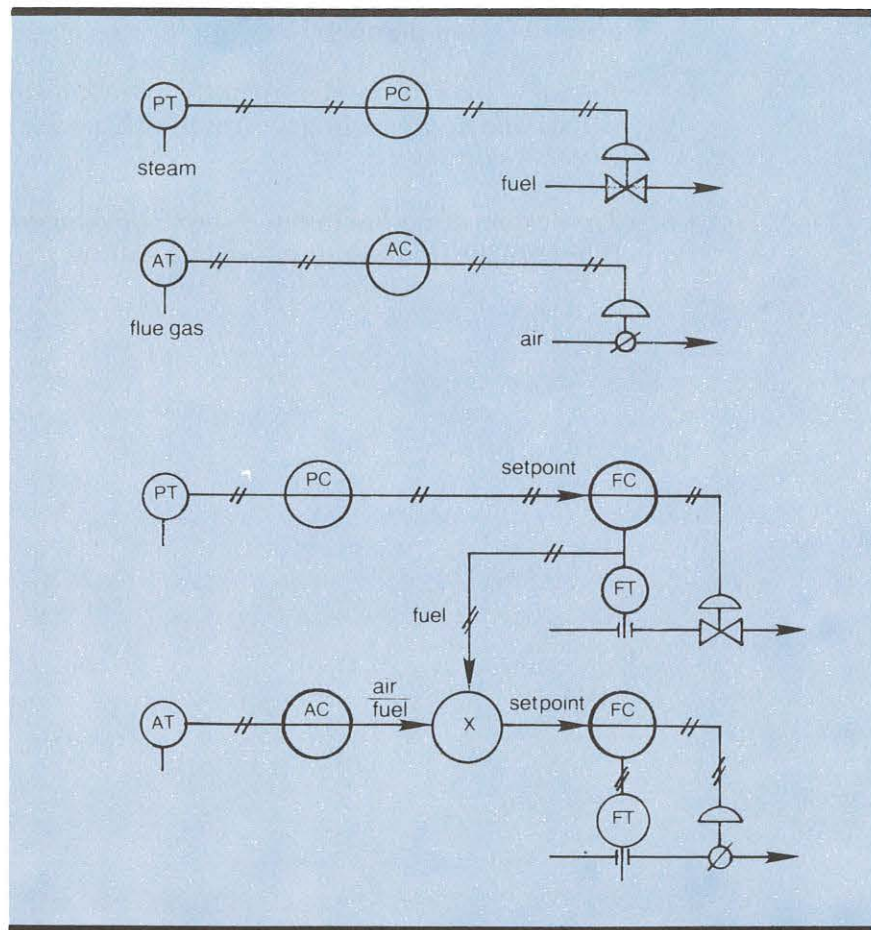 PT
PC
steam
fuel
AT
AC
flue gas
air
setpoint
PT
PC
FC
FT
fuel
air
fuel
setpoint
AT
AC
X
FC
FT